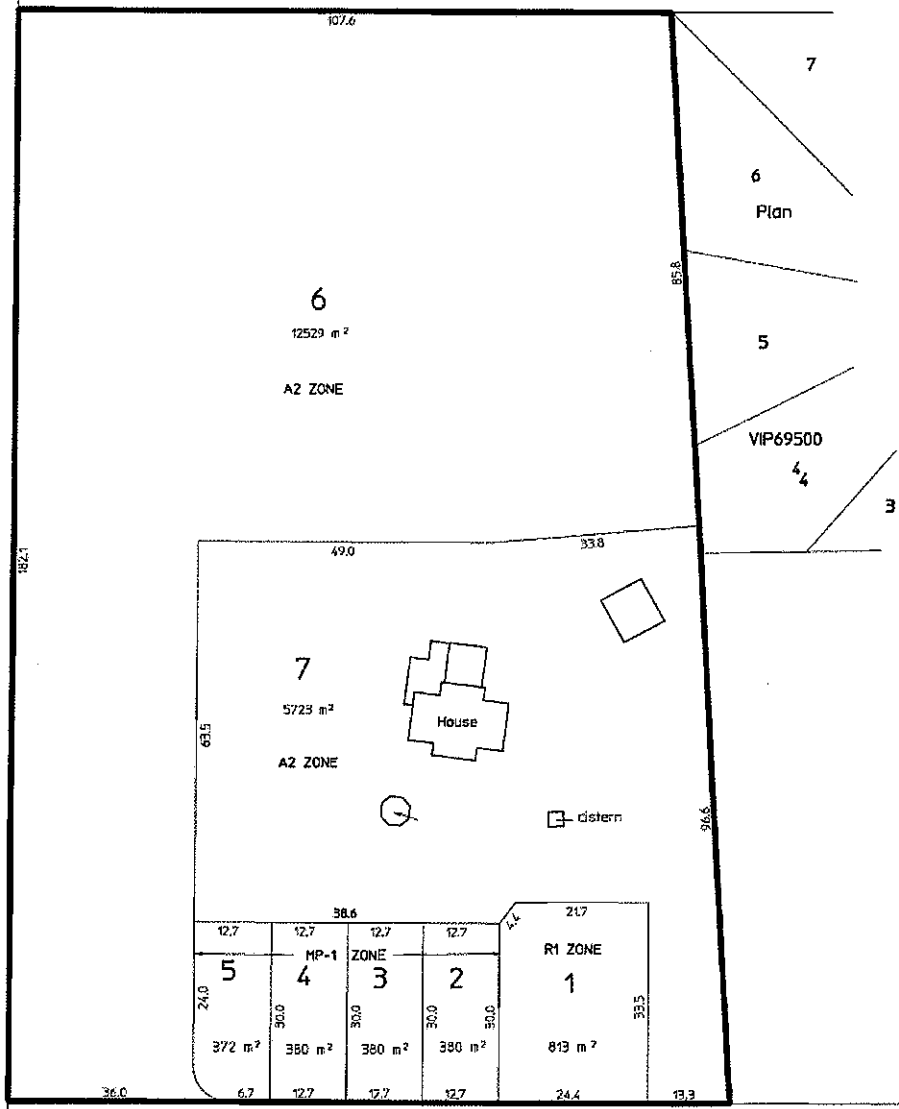 107.6
7
6
Plan
85.8
6
12529 m²
A2 ZONE
5
VIP69500
4
4
3
182.1
49.0
33.8
7
5723 m²
A2 ZONE
63.5
House
cistern
96.6
38.6
4.4
21.7
12.7
12.7
12.7
12.7
MP-1 ZONE
R1 ZONE
5
4
3
2
1
24.0
30.0
30.0
30.0
30.0
33.5
372 m²
380 m²
380 m²
380 m²
813 m²
36.0
6.7
12.7
12.7
12.7
24.4
13.3